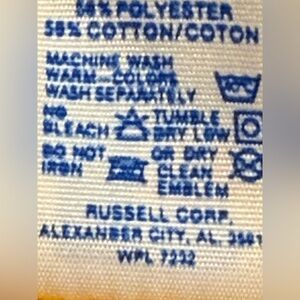 POLYESTER
COTTON/COTON
MACHINE WASH
WARM-
WASH SEPARATELY
NO TUMBLE
BLEACH DRY LOW
DO NOT OR DRY
IRON CLEAN
EMBLEM
RUSSELL CORP.
ALEXANDER CITY, AL.
WPL 7232